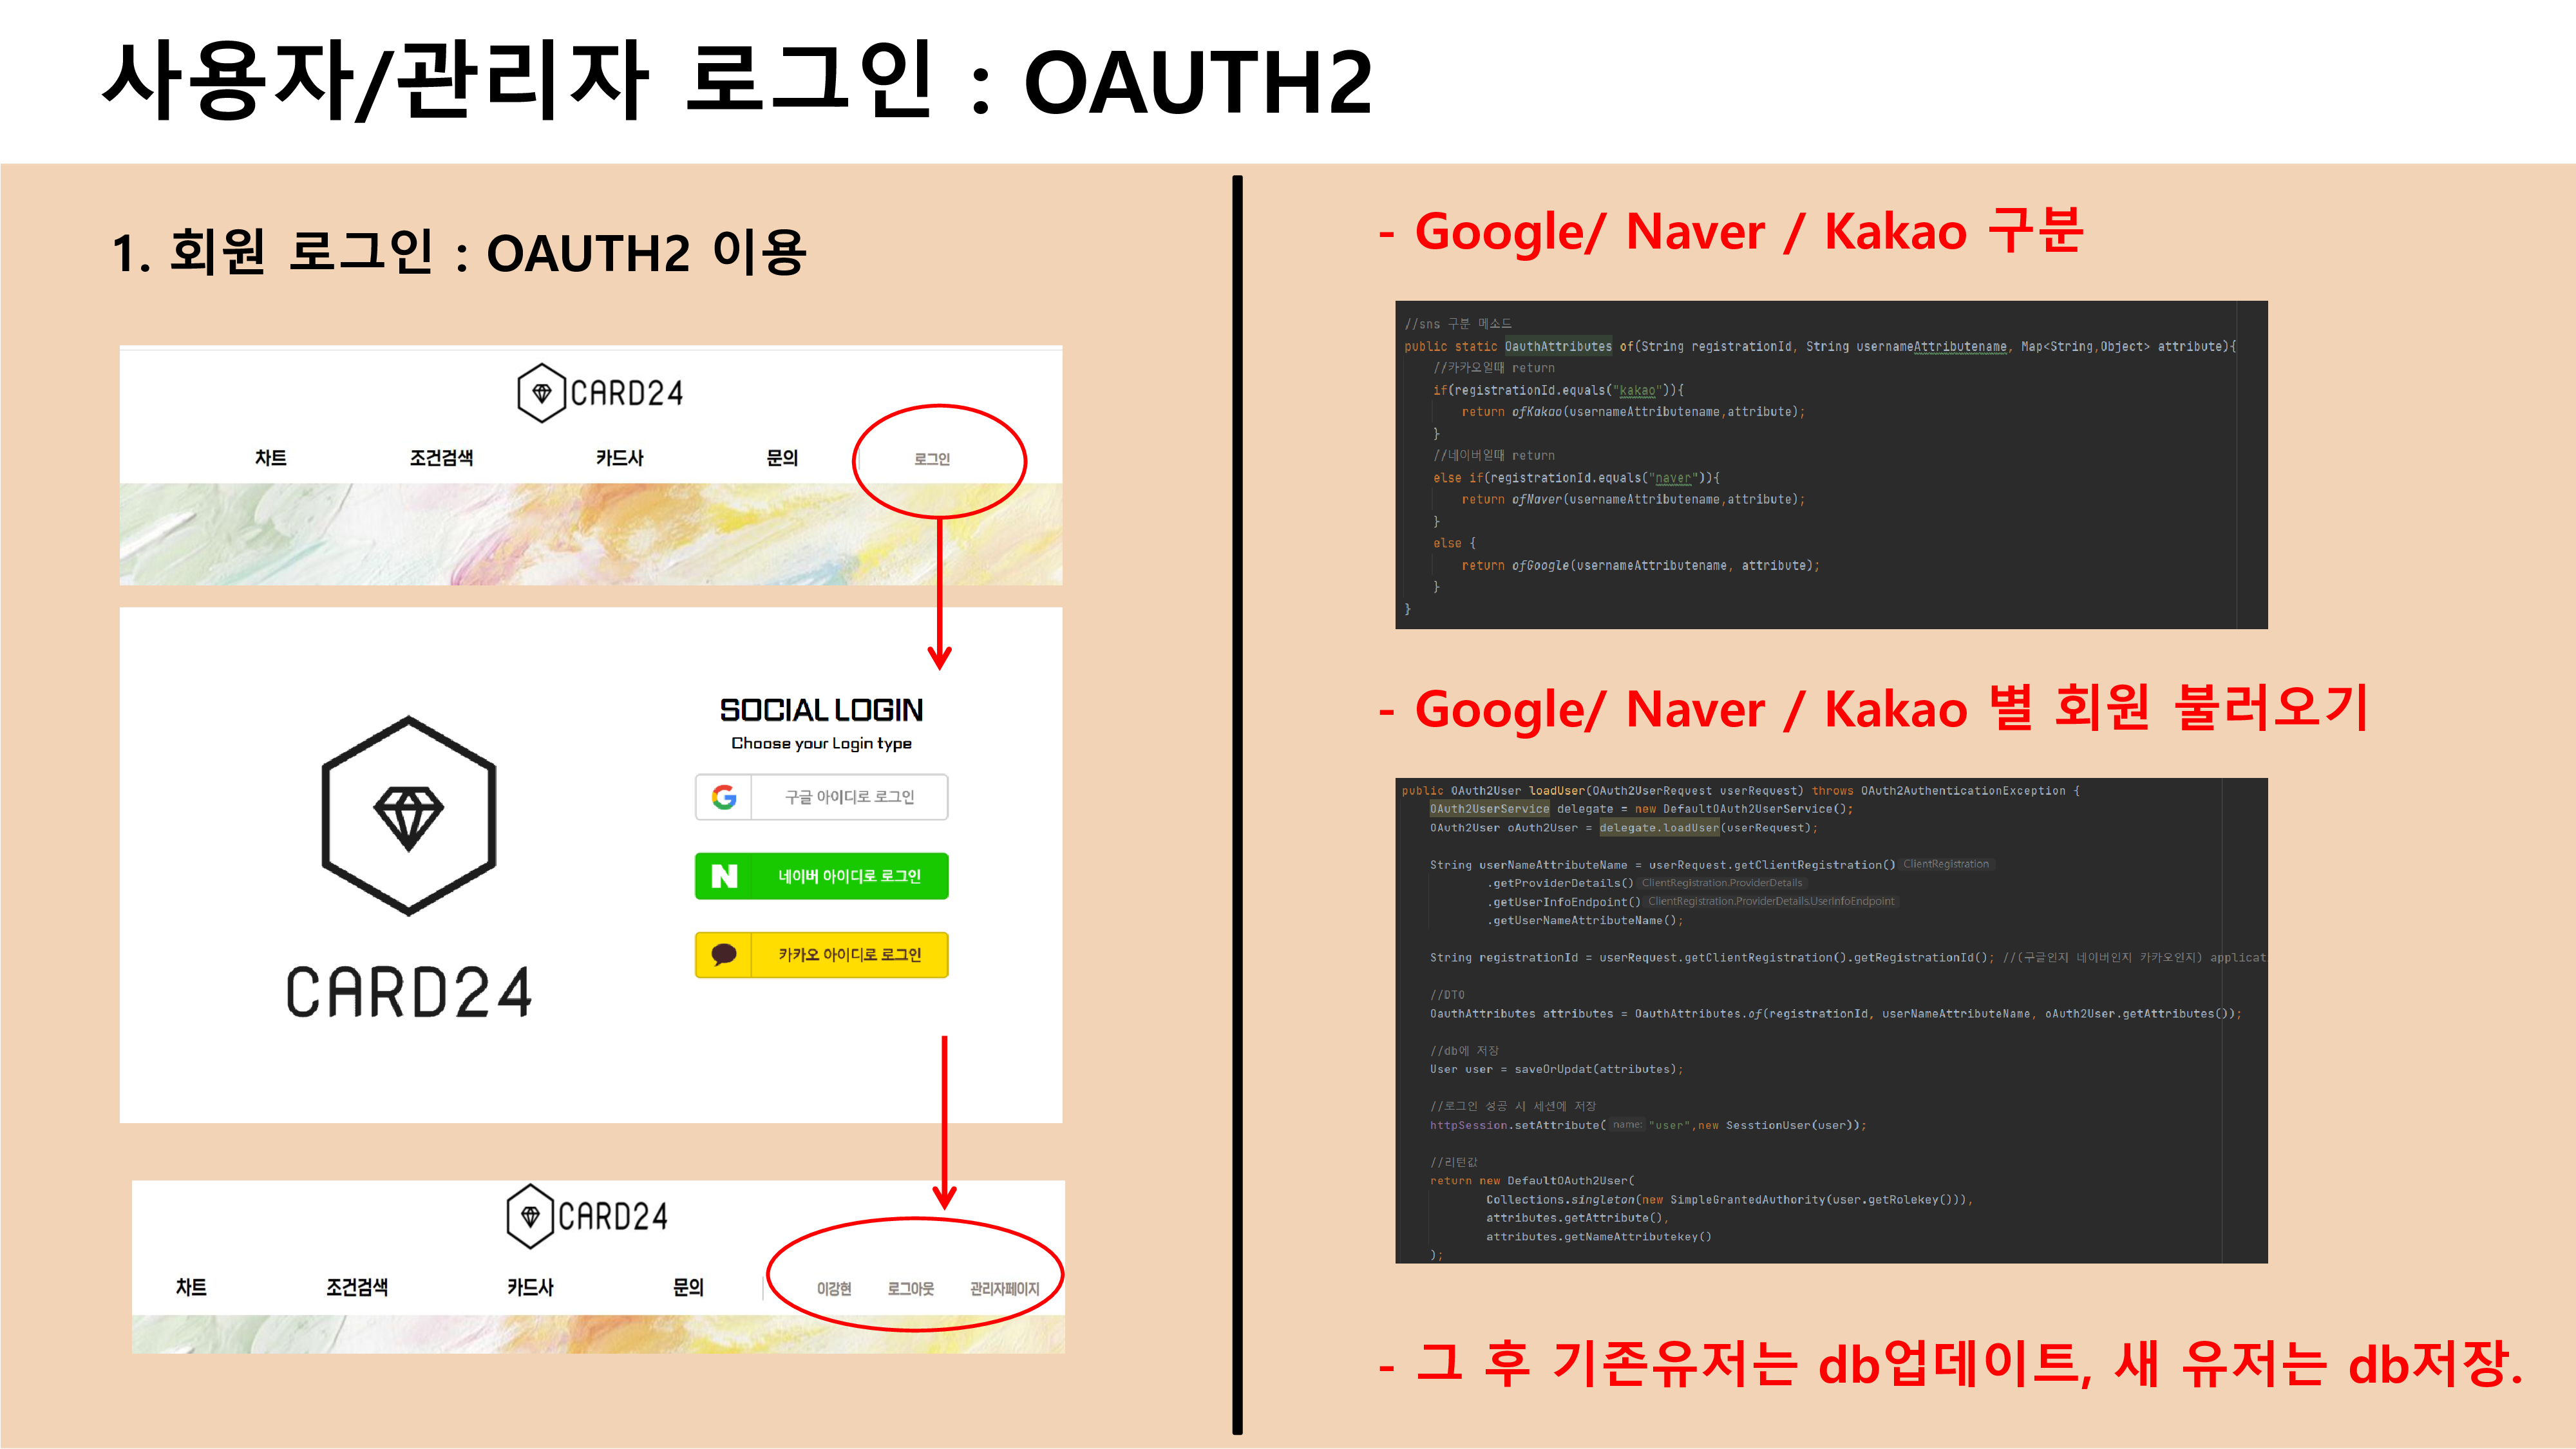 사용자/관리자 로그인 : OAUTH2
1. 회원 로그인 : OAUTH2 이용
CARD24
차트 조건검색 카드사 문의 로그인
SOCIAL LOGIN
Choose your Login type
구글 아이디로 로그인
네이버 아이디로 로그인
카카오 아이디로 로그인
CARD24
CARD24
차트 조건검색 카드사 문의 이강현 로그아웃 관리자페이지
- Google/ Naver / Kakao 구분
//sns 구분 메소드
public static OauthAttributes of(String registrationId, String usernameAttributename, Map<String,Object> attribute){
//카카오일때 return
if(registrationId.equals("kakao")){
return ofKakao(usernameAttributename,attribute);
}
//네이버일때 return
else if(registrationId.equals("naver")){
return ofNaver(usernameAttributename,attribute);
}
else {
return ofGoogle(usernameAttributename, attribute);
}
}
- Google/ Naver / Kakao 별 회원 불러오기
public OAuth2User loadUser(OAuth2UserRequest userRequest) throws OAuth2AuthenticationException {
OAuth2UserService delegate = new DefaultOAuth2UserService();
OAuth2User oAuth2User = delegate.loadUser(userRequest);
String userNameAttributeName = userRequest.getClientRegistration() ClientRegistration
.getProviderDetails() ClientRegistration.ProviderDetails
.getUserInfoEndpoint() ClientRegistration.ProviderDetails.UserInfoEndpoint
.getUserNameAttributeName();
String registrationId = userRequest.getClientRegistration().getRegistrationId(); //(구글인지 네이버인지 카카오인지) applicat
//DTO
OauthAttributes attributes = OauthAttributes.of(registrationId, userNameAttributeName, oAuth2User.getAttributes());
//db에 저장
User user = saveOrUpdat(attributes);
//로그인 성공 시 세션에 저장
httpSession.setAttribute( name: "user",new SesstionUser(user));
//리턴값
return new DefaultOAuth2User(
Collections.singleton(new SimpleGrantedAuthority(user.getRolekey())),
attributes.getAttribute(),
attributes.getNameAttributekey()
);
- 그 후 기존유저는 db업데이트, 새 유저는 db저장.